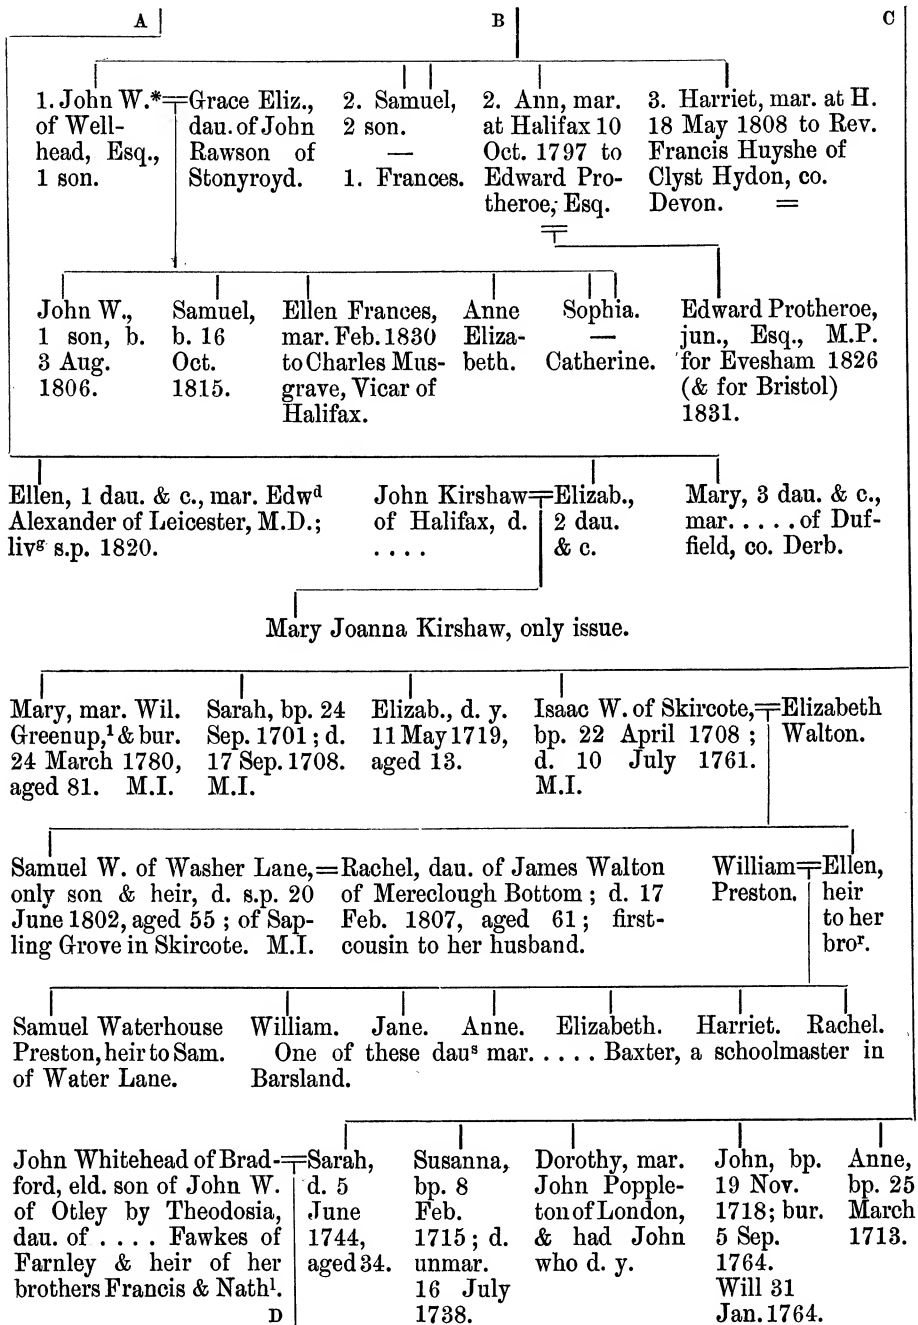 A B C
1. John W.*=Grace Eliz.,
of Well- dau. of John
head, Esq., Rawson of
1 son. Stonyroyd.
2. Samuel,
2 son.
—
1. Frances.
2. Ann, mar.
at Halifax 10
Oct. 1797 to
Edward Pro-
theroe, Esq.
=
3. Harriet, mar. at H.
18 May 1808 to Rev.
Francis Huyshe of
Clyst Hydon, co.
Devon. =
John W.,
1 son, b.
3 Aug.
1806.
Samuel,
b. 16
Oct.
1815.
Ellen Frances,
mar. Feb. 1830
to Charles Mus-
grave, Vicar of
Halifax.
Anne
Eliza-
beth.
Sophia.
—
Catherine.
Edward Protheroe,
jun., Esq., M.P.
for Evesham 1826
(& for Bristol)
1831.
Ellen, 1 dau. & c., mar. Edwᵈ
Alexander of Leicester, M.D.;
livᵍ s.p. 1820.
John Kirshaw=Elizab.,
of Halifax, d. 2 dau.
. . . . & c.
Mary, 3 dau. & c.,
mar. . . . . of Duf-
field, co. Derb.
Mary Joanna Kirshaw, only issue.
Mary, mar. Wil.
Greenup,¹ & bur.
24 March 1780,
aged 81. M.I.
Sarah, bp. 24
Sep. 1701; d.
17 Sep. 1708.
M.I.
Elizab., d. y.
11 May 1719,
aged 13.
Isaac W. of Skircote,=Elizabeth
bp. 22 April 1708; Walton.
d. 10 July 1761.
M.I.
Samuel W. of Washer Lane,=Rachel, dau. of James Walton
only son & heir, d. s.p. 20 of Mereclough Bottom; d. 17
June 1802, aged 55; of Sap- Feb. 1807, aged 61; first-
ling Grove in Skircote. M.I. cousin to her husband.
William=Ellen,
Preston. heir
to her
broʳ.
Samuel Waterhouse
Preston, heir to Sam.
of Water Lane.
William. Jane. Anne. Elizabeth. Harriet. Rachel.
One of these dauˢ mar. . . . . Baxter, a schoolmaster in
Barsland.
John Whitehead of Brad-=Sarah,
ford, eld. son of John W. d. 5
of Otley by Theodosia, June
dau. of . . . . Fawkes of 1744,
Farnley & heir of her aged 34.
brothers Francis & Nathˡ.
D
Susanna,
bp. 8
Feb.
1715; d.
unmar.
16 July
1738.
Dorothy, mar.
John Popple-
ton of London,
& had John
who d. y.
John, bp.
19 Nov.
1718; bur.
5 Sep.
1764.
Will 31
Jan. 1764.
Anne,
bp. 25
March
1713.